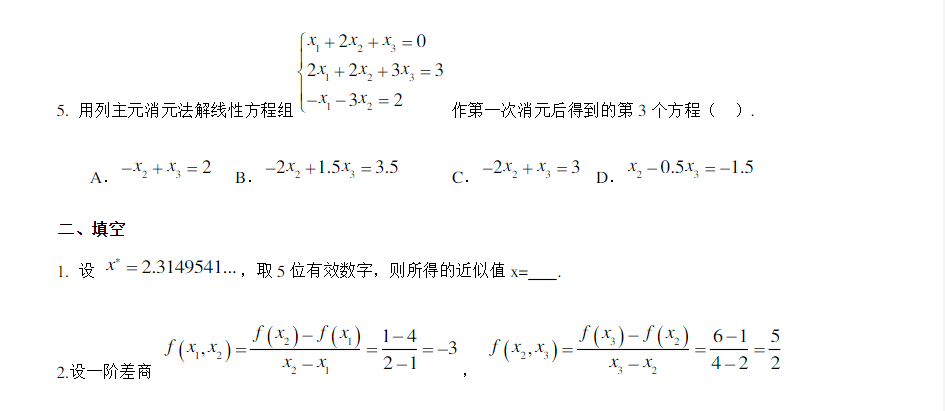 5. 用列主元消元法解线性方程组 { x₁ + 2x₂ + x₃ = 0
2x₁ + 2x₂ + 3x₃ = 3
−x₁ − 3x₂ = 2 作第一次消元后得到的第 3 个方程（ ）.
A. −x₂ + x₃ = 2 B. −2x₂ + 1.5x₃ = 3.5 C. −2x₂ + x₃ = 3 D. x₂ − 0.5x₃ = −1.5
二、填空
1. 设 x* = 2.3149541...，取 5 位有效数字，则所得的近似值 x=___.
2.设一阶差商 f(x₁,x₂) = (f(x₂) − f(x₁)) / (x₂ − x₁) = (1−4) / (2−1) = −3 ， f(x₂,x₃) = (f(x₃) − f(x₂)) / (x₃ − x₂) = (6−1) / (4−2) = 5/2